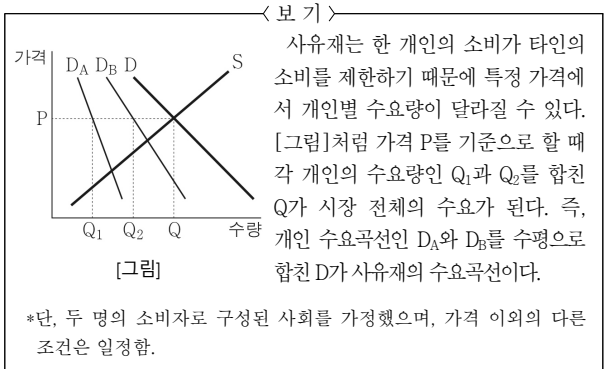 〈보 기〉
가격
D_A D_B D
S
P
Q₁ Q₂ Q 수량
[그림]
사유재는 한 개인의 소비가 타인의
소비를 제한하기 때문에 특정 가격에
서 개인별 수요량이 달라질 수 있다.
[그림]처럼 가격 P를 기준으로 할 때
각 개인의 수요량인 Q₁과 Q₂를 합친
Q가 시장 전체의 수요가 된다. 즉,
개인 수요곡선인 D_A와 D_B를 수평으로
합친 D가 사유재의 수요곡선이다.
*단, 두 명의 소비자로 구성된 사회를 가정했으며, 가격 이외의 다른
조건은 일정함.